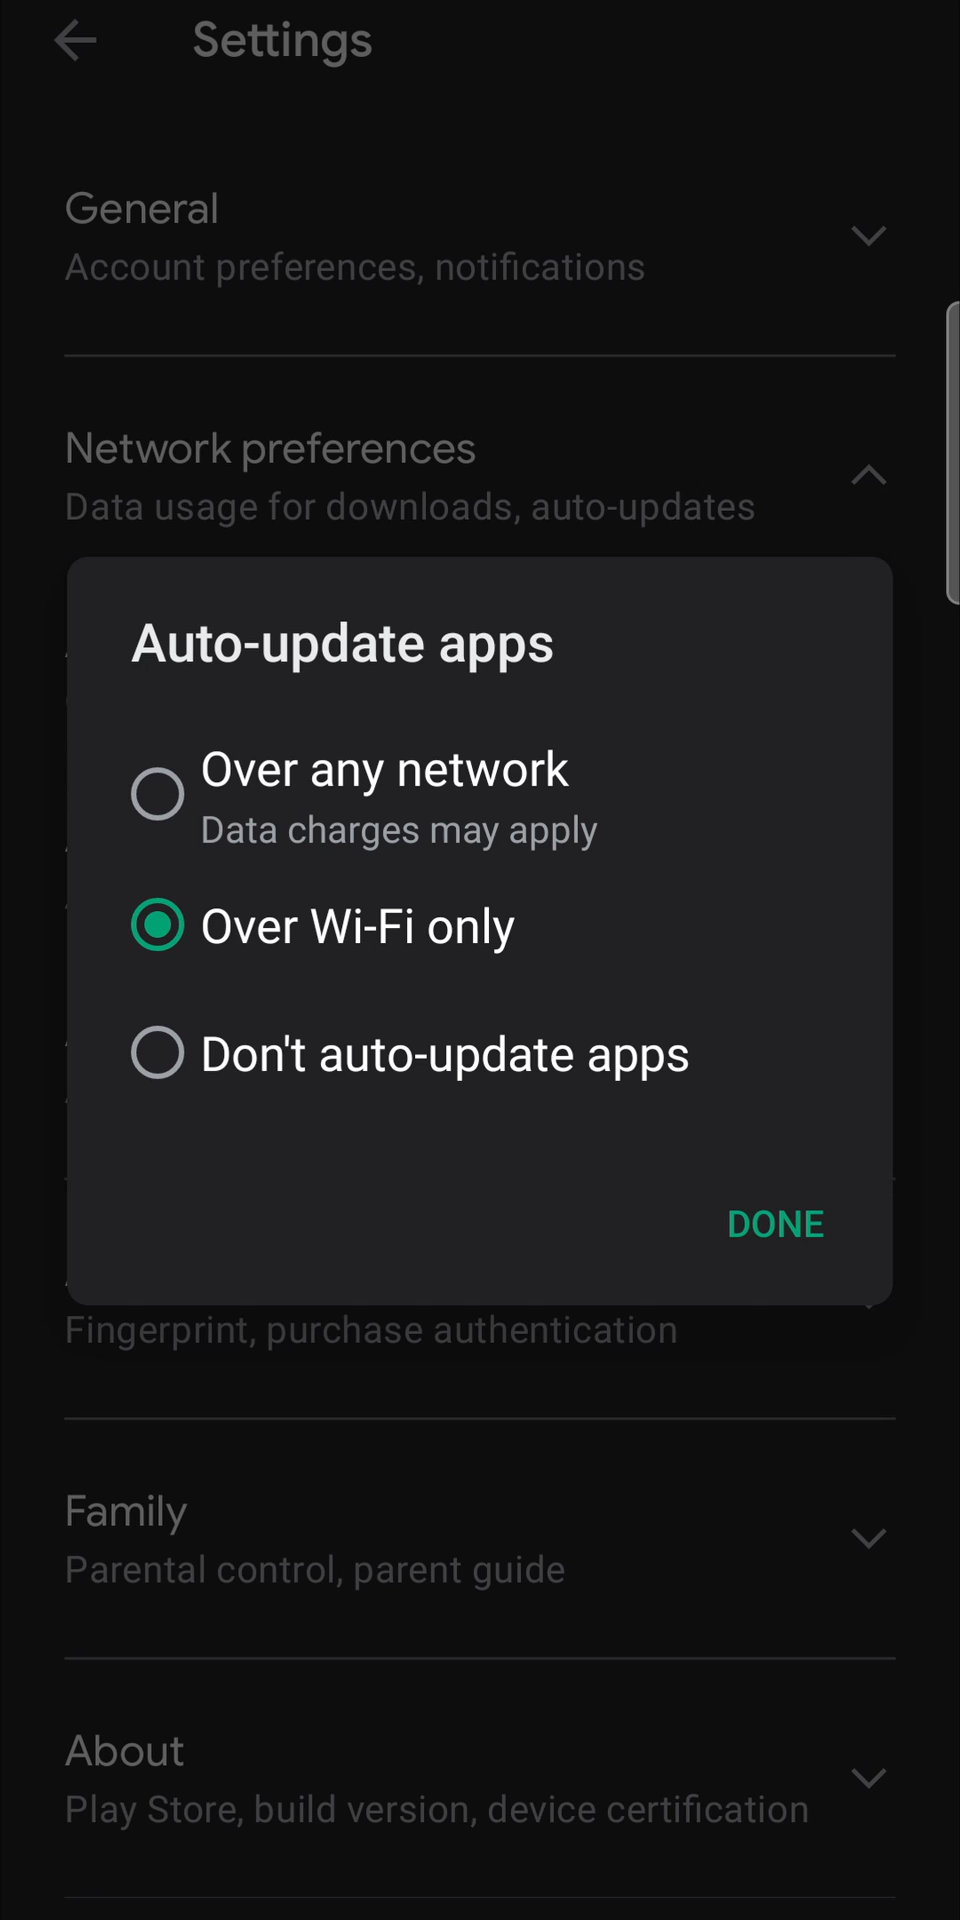 Settings
General
Account preferences, notifications
Network preferences
Data usage for downloads, auto-updates
Auto-update apps
Over any network
Data charges may apply
Over Wi-Fi only
Don't auto-update apps
DONE
Fingerprint, purchase authentication
Family
Parental control, parent guide
About
Play Store, build version, device certification